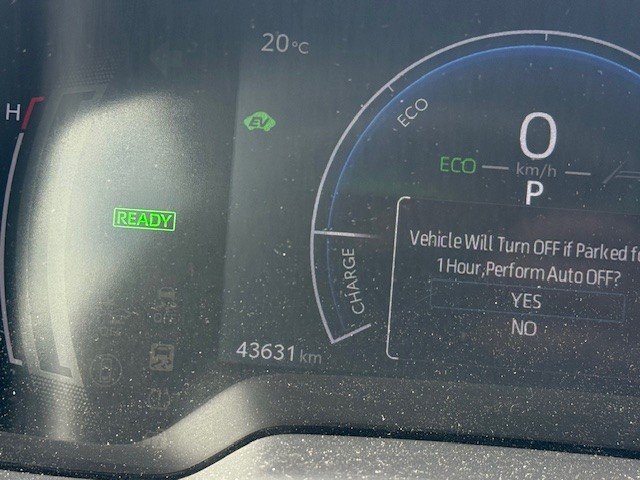 20°C
H
EV
ECO
0
ECO
km/h
P
READY
Vehicle Will Turn OFF if Parked fo
1 Hour,Perform Auto OFF?
YES
NO
CHARGE
43631 km